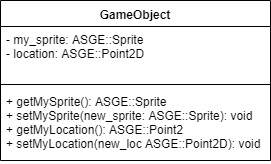 GameObject
- my_sprite: ASGE::Sprite
- location: ASGE::Point2D
+ getMySprite(): ASGE::Sprite
+ setMySprite(new_sprite: ASGE::Sprite): void
+ getMyLocation(): ASGE::Point2
+ setMyLocation(new_loc ASGE::Point2D): void